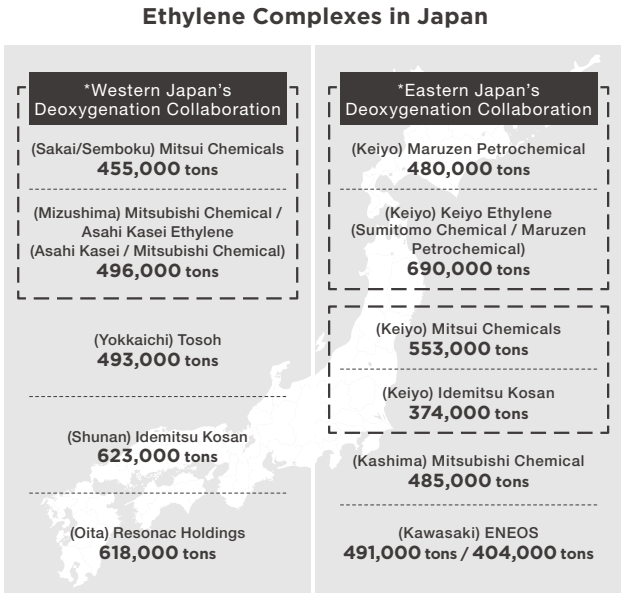 Ethylene Complexes in Japan
*Western Japan's
Deoxygenation Collaboration
(Sakai/Semboku) Mitsui Chemicals
455,000 tons
(Mizushima) Mitsubishi Chemical /
Asahi Kasei Ethylene
(Asahi Kasei / Mitsubishi Chemical)
496,000 tons
(Yokkaichi) Tosoh
493,000 tons
(Shunan) Idemitsu Kosan
623,000 tons
(Oita) Resonac Holdings
618,000 tons
*Eastern Japan's
Deoxygenation Collaboration
(Keiyo) Maruzen Petrochemical
480,000 tons
(Keiyo) Keiyo Ethylene
(Sumitomo Chemical / Maruzen
Petrochemical)
690,000 tons
(Keiyo) Mitsui Chemicals
553,000 tons
(Keiyo) Idemitsu Kosan
374,000 tons
(Kashima) Mitsubishi Chemical
485,000 tons
(Kawasaki) ENEOS
491,000 tons / 404,000 tons